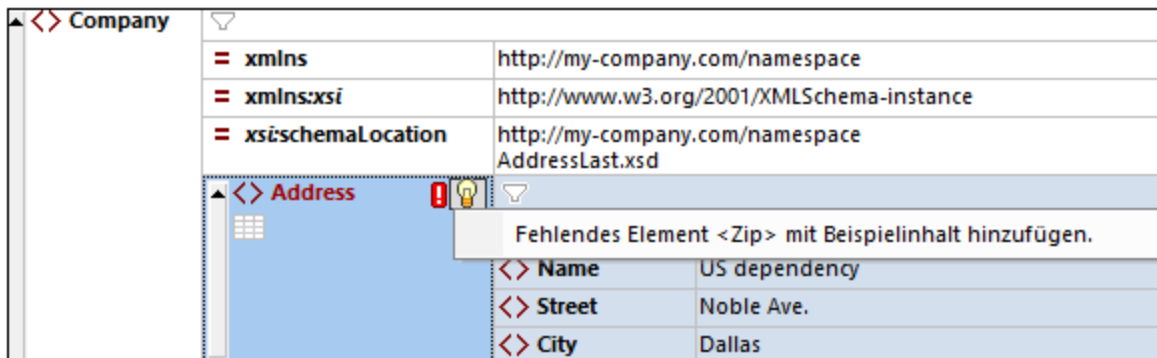 Company
xmlns http://my-company.com/namespace
xmlns:xsi http://www.w3.org/2001/XMLSchema-instance
xsi:schemaLocation http://my-company.com/namespace
AddressLast.xsd
Address
Fehlendes Element <Zip> mit Beispielinhalt hinzufügen.
Name US dependency
Street Noble Ave.
City Dallas